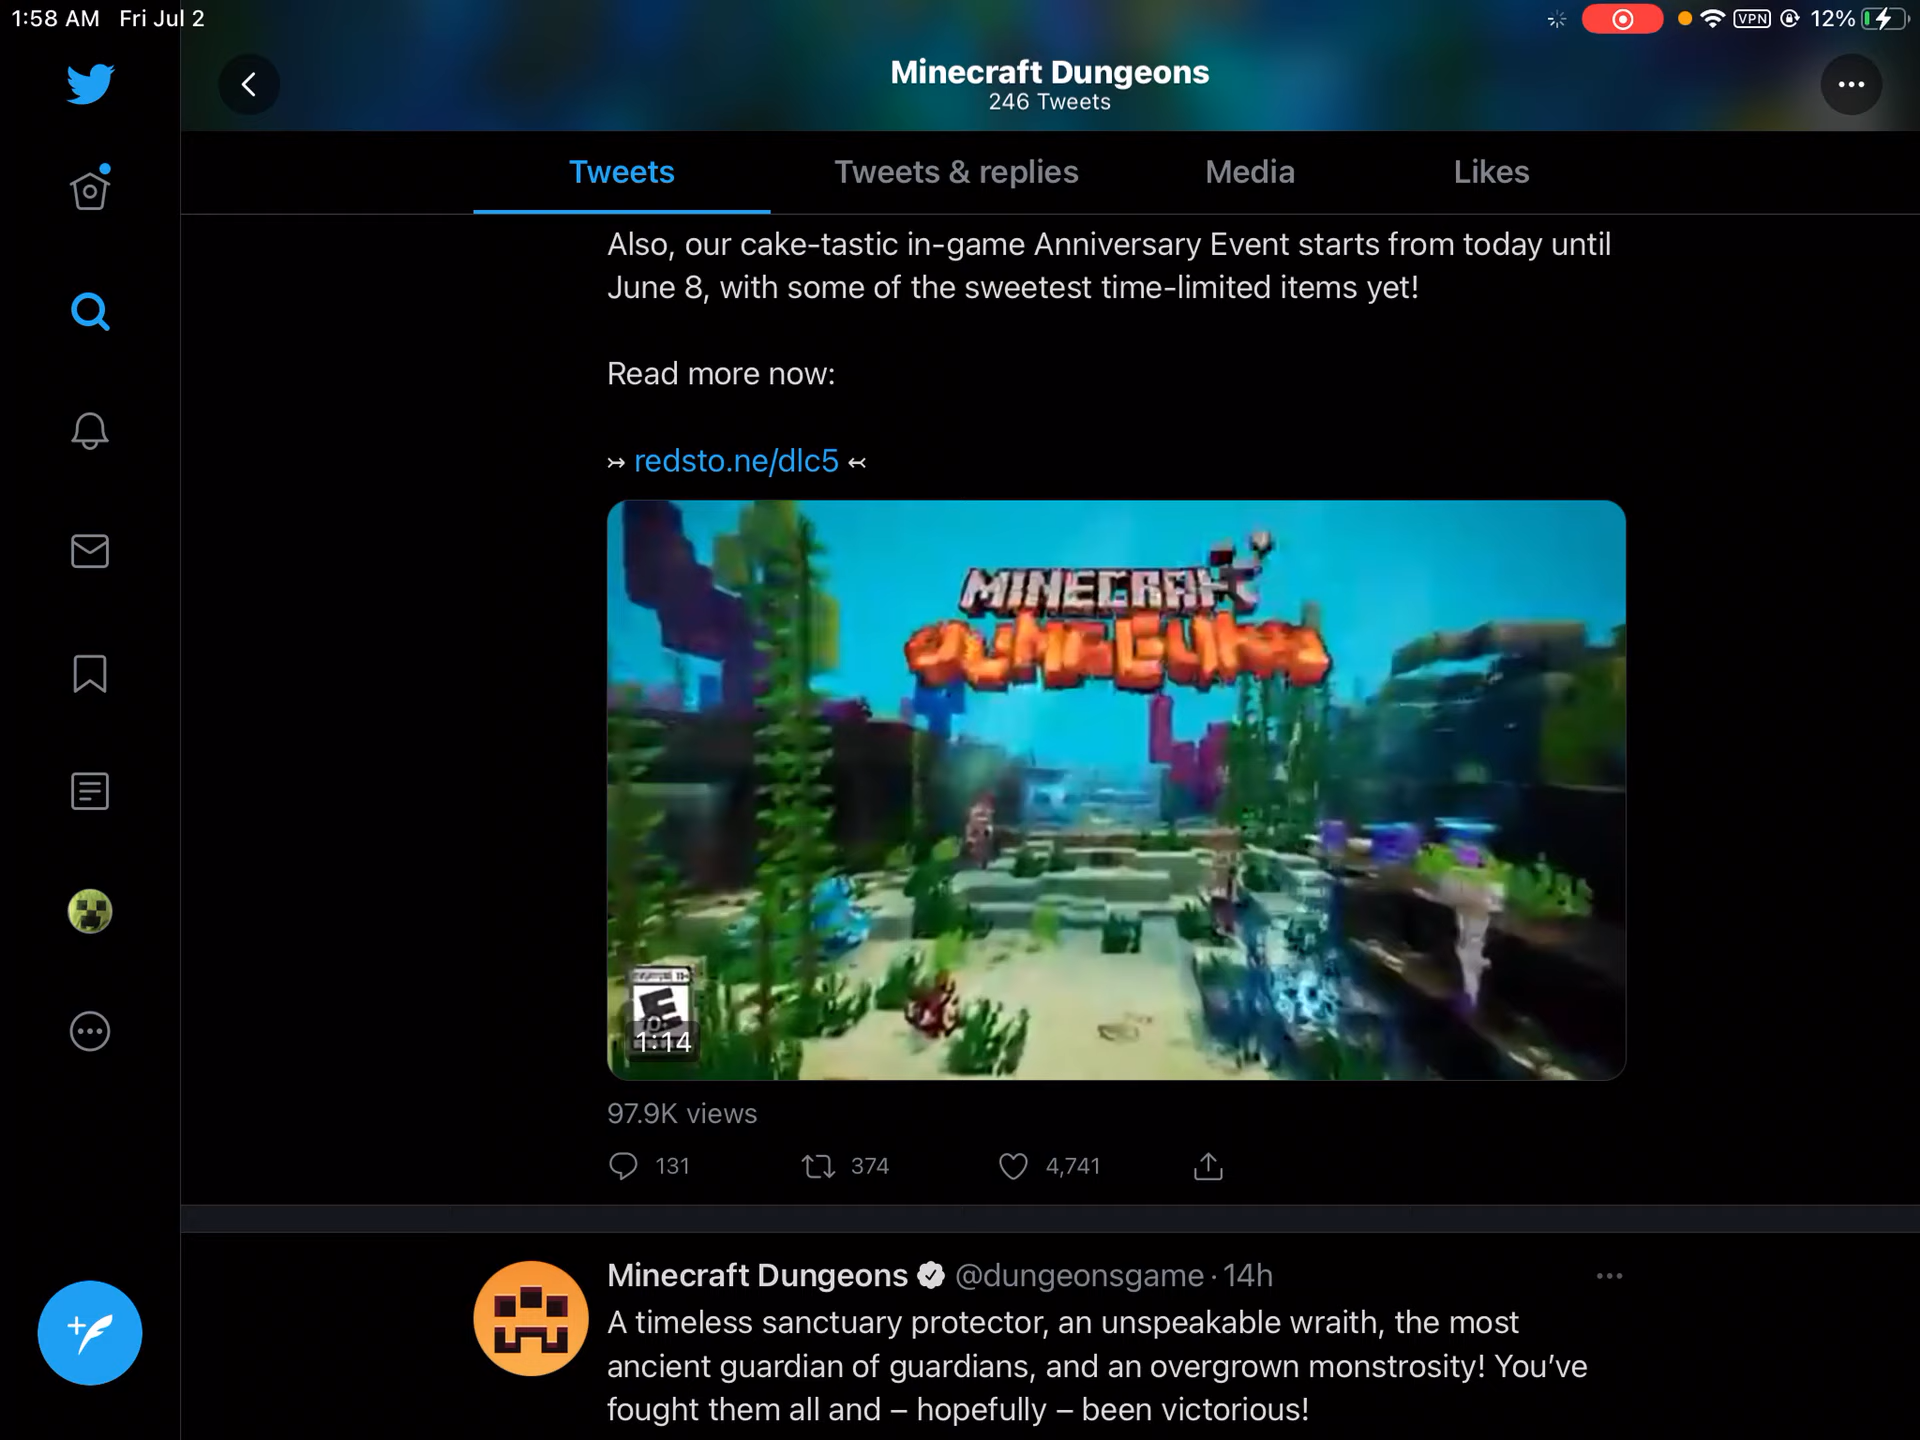 1:58 AM Fri Jul 2
VPN 12%
Minecraft Dungeons
246 Tweets
Tweets Tweets & replies Media Likes
Also, our cake-tastic in-game Anniversary Event starts from today until
June 8, with some of the sweetest time-limited items yet!
Read more now:
↣ redsto.ne/dlc5 ↢
MINECRAFT
DUNGEONS
E
1:14
97.9K views
131 374 4,741
Minecraft Dungeons @dungeonsgame · 14h
A timeless sanctuary protector, an unspeakable wraith, the most
ancient guardian of guardians, and an overgrown monstrosity! You’ve
fought them all and – hopefully – been victorious!